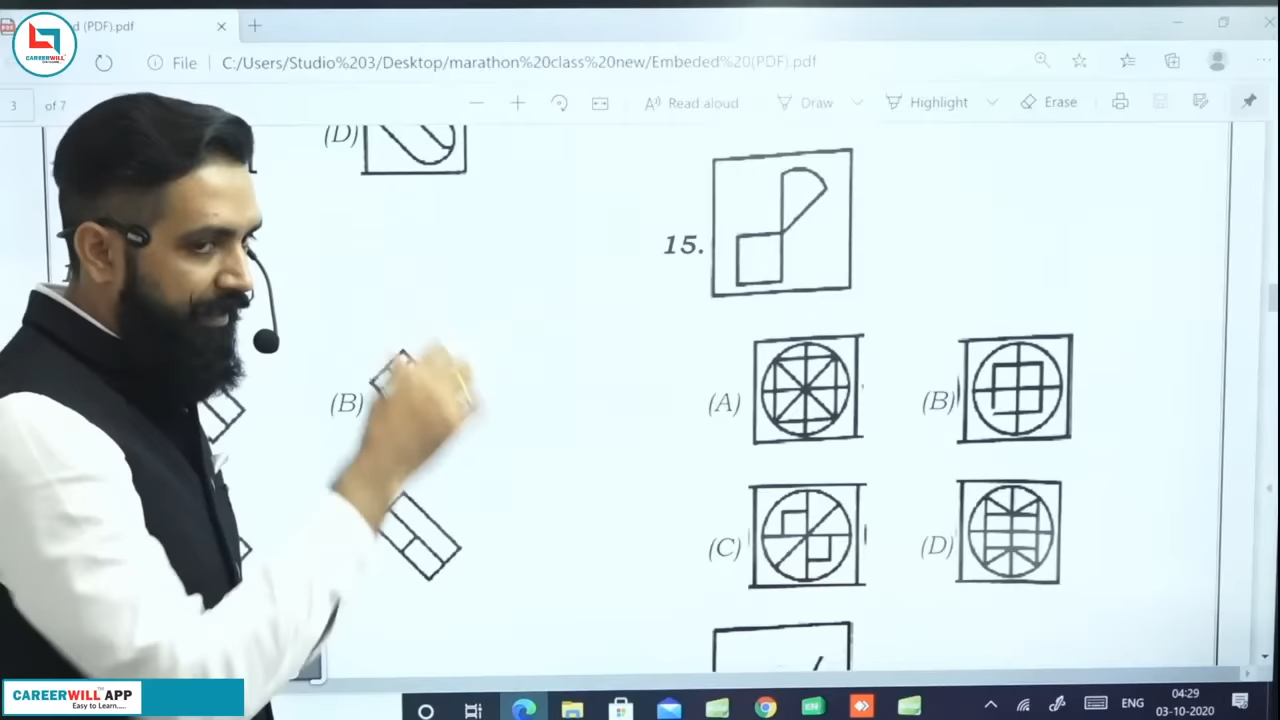 d (PDF).pdf
File C:/Users/Studio%203/Desktop/marathon%20class%20new/Embeded%20(PDF).pdf
3 of 7
Read aloud Draw Highlight Erase
(D)
15.
(B)
(A) (B)
(C) (D)
CAREERWILL
CAREERWILL APP
Easy to Learn.....
ENG
04:29
03-10-2020